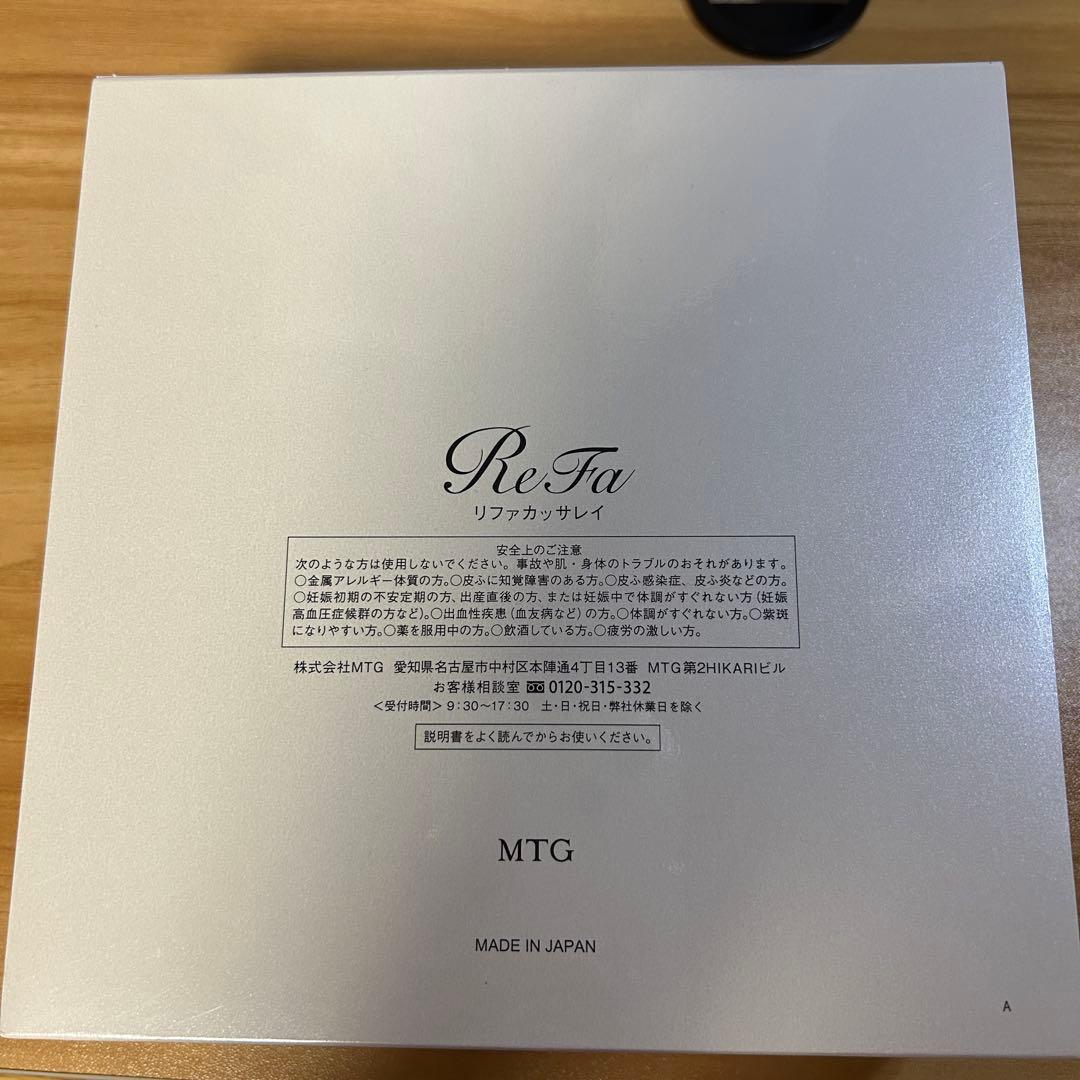 ReFa
リファカッサレイ
安全上のご注意
次のような方は使用しないでください。事故や肌・身体のトラブルのおそれがあります。
○金属アレルギー体質の方。○皮ふに知覚障害のある方。○皮ふ感染症、皮ふ炎などの方。
○妊娠初期の不安定期の方、出産直後の方、または妊娠中で体調がすぐれない方（妊娠
高血圧症候群の方など）。○出血性疾患（血友病など）の方。○体調がすぐれない方。○紫斑
になりやすい方。○薬を服用中の方。○飲酒している方。○疲労の激しい方。
株式会社MTG 愛知県名古屋市中村区本陣通4丁目13番 MTG第2HIKARIビル
お客様相談室 0120-315-332
＜受付時間＞9：30～17：30 土・日・祝日・弊社休業日を除く
説明書をよく読んでからお使いください。
MTG
MADE IN JAPAN
A